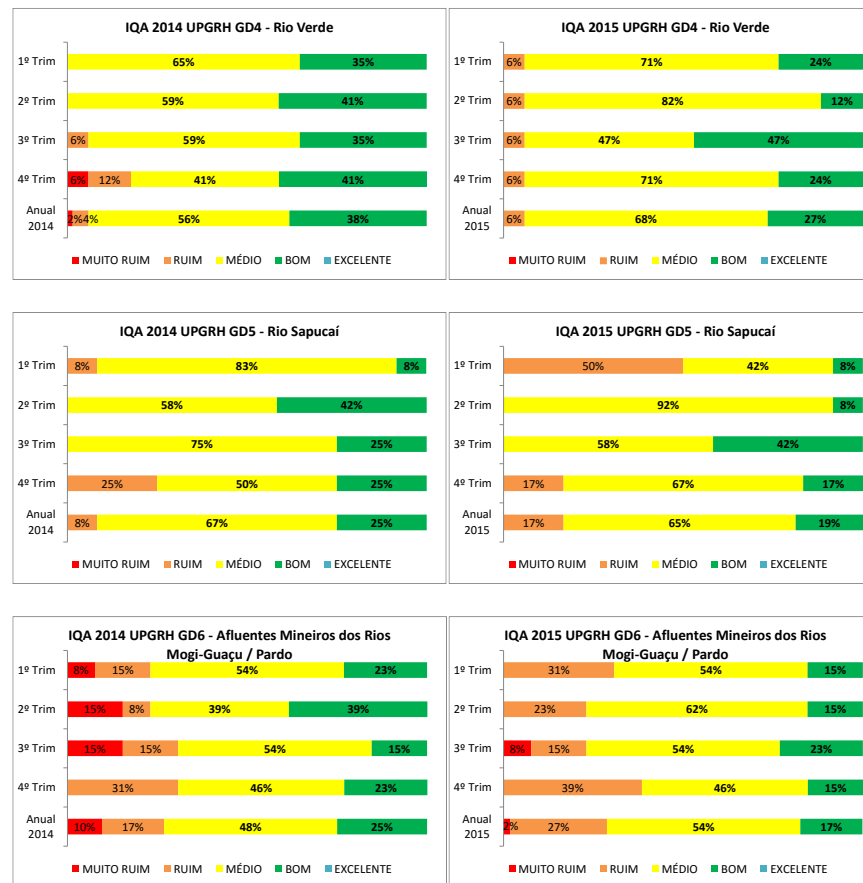 IQA 2014 UPGRH GD4 - Rio Verde
1º Trim 65% 35%
2º Trim 59% 41%
3º Trim 6% 59% 35%
4º Trim 6% 12% 41% 41%
Anual 2014 2% 4% 56% 38%
MUITO RUIM RUIM MÉDIO BOM EXCELENTE
IQA 2015 UPGRH GD4 - Rio Verde
1º Trim 6% 71% 24%
2º Trim 6% 82% 12%
3º Trim 6% 47% 47%
4º Trim 6% 71% 24%
Anual 2015 6% 68% 27%
MUITO RUIM RUIM MÉDIO BOM EXCELENTE
IQA 2014 UPGRH GD5 - Rio Sapucaí
1º Trim 8% 83% 8%
2º Trim 58% 42%
3º Trim 75% 25%
4º Trim 25% 50% 25%
Anual 2014 8% 67% 25%
MUITO RUIM RUIM MÉDIO BOM EXCELENTE
IQA 2015 UPGRH GD5 - Rio Sapucaí
1º Trim 50% 42% 8%
2º Trim 92% 8%
3º Trim 58% 42%
4º Trim 17% 67% 17%
Anual 2015 17% 65% 19%
MUITO RUIM RUIM MÉDIO BOM EXCELENTE
IQA 2014 UPGRH GD6 - Afluentes Mineiros dos Rios
Mogi-Guaçu / Pardo
1º Trim 8% 15% 54% 23%
2º Trim 15% 8% 39% 39%
3º Trim 15% 15% 54% 15%
4º Trim 31% 46% 23%
Anual 2014 10% 17% 48% 25%
MUITO RUIM RUIM MÉDIO BOM EXCELENTE
IQA 2015 UPGRH GD6 - Afluentes Mineiros dos Rios
Mogi-Guaçu / Pardo
1º Trim 31% 54% 15%
2º Trim 23% 62% 15%
3º Trim 8% 15% 54% 23%
4º Trim 39% 46% 15%
Anual 2015 2% 27% 54% 17%
MUITO RUIM RUIM MÉDIO BOM EXCELENTE